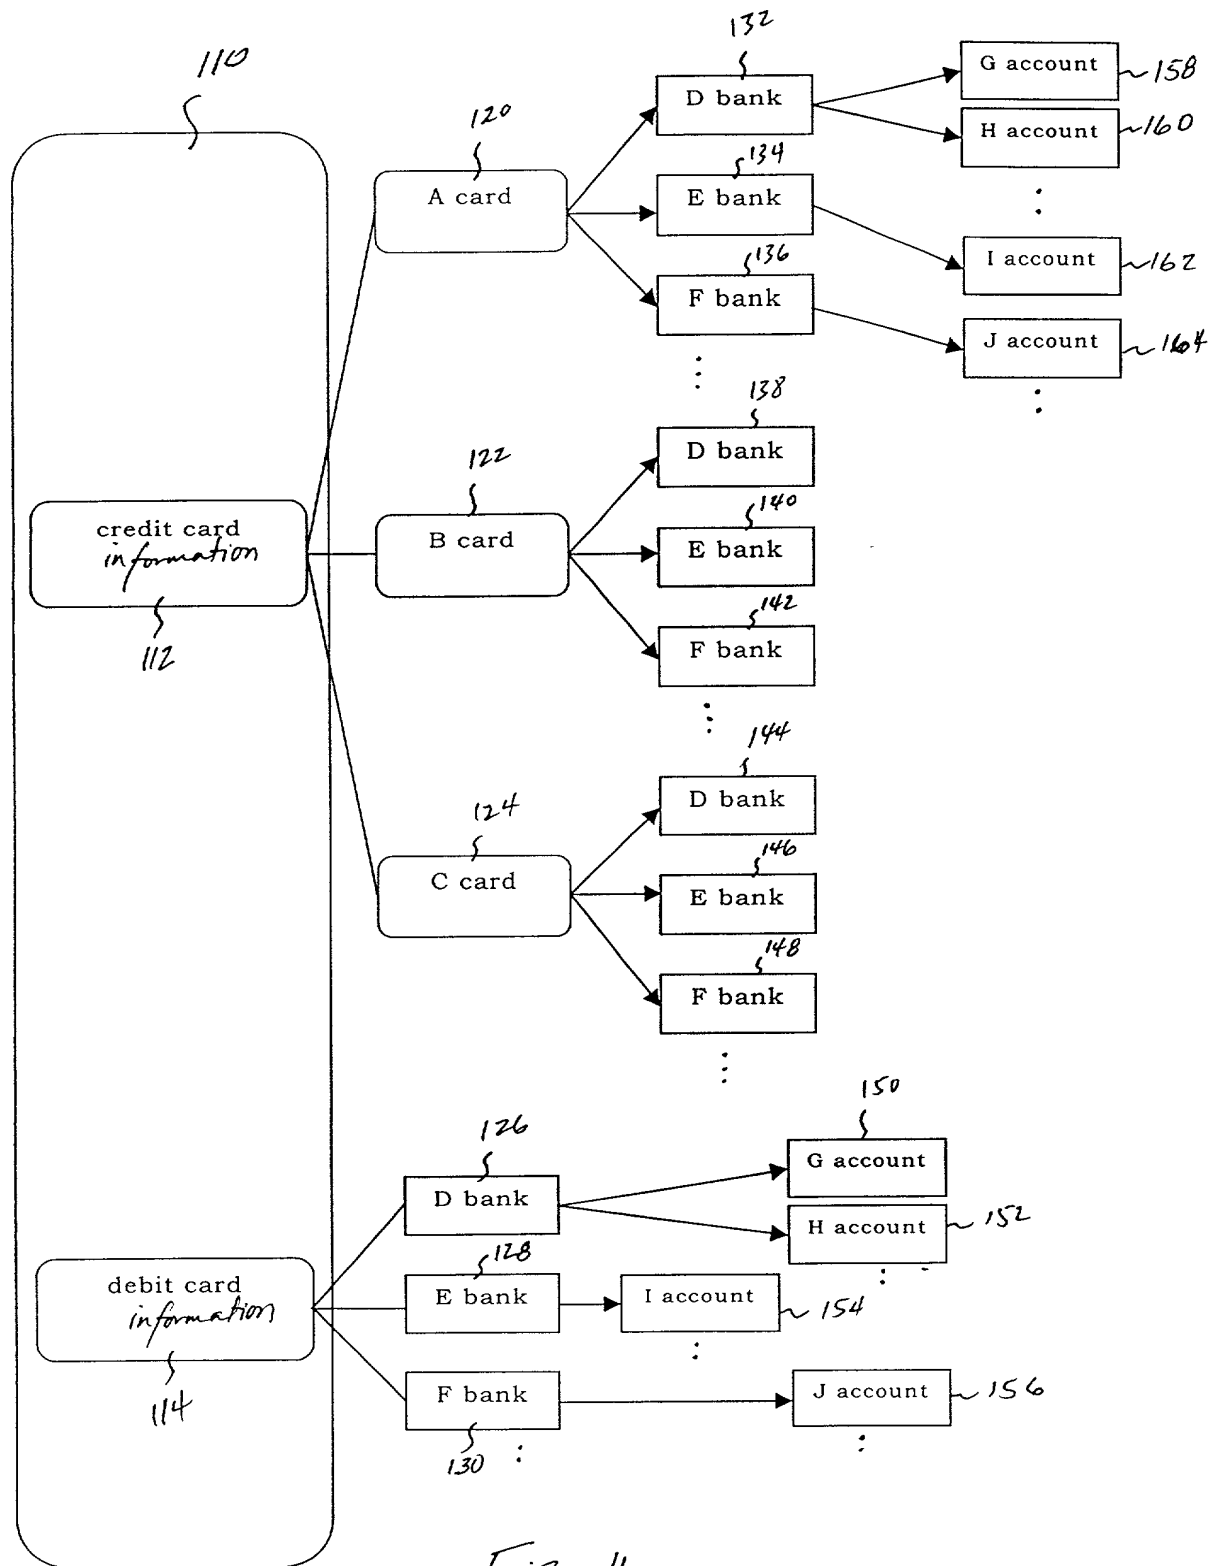 110
120
132
D bank
G account
158
H account
160
A card
134
E bank
136
F bank
I account
162
J account
164
138
D bank
122
B card
140
E bank
142
F bank
credit card
information
112
144
D bank
124
C card
146
E bank
148
F bank
150
126
D bank
G account
H account
152
128
E bank
I account
154
debit card
information
114
F bank
130
J account
156
Fig. 4